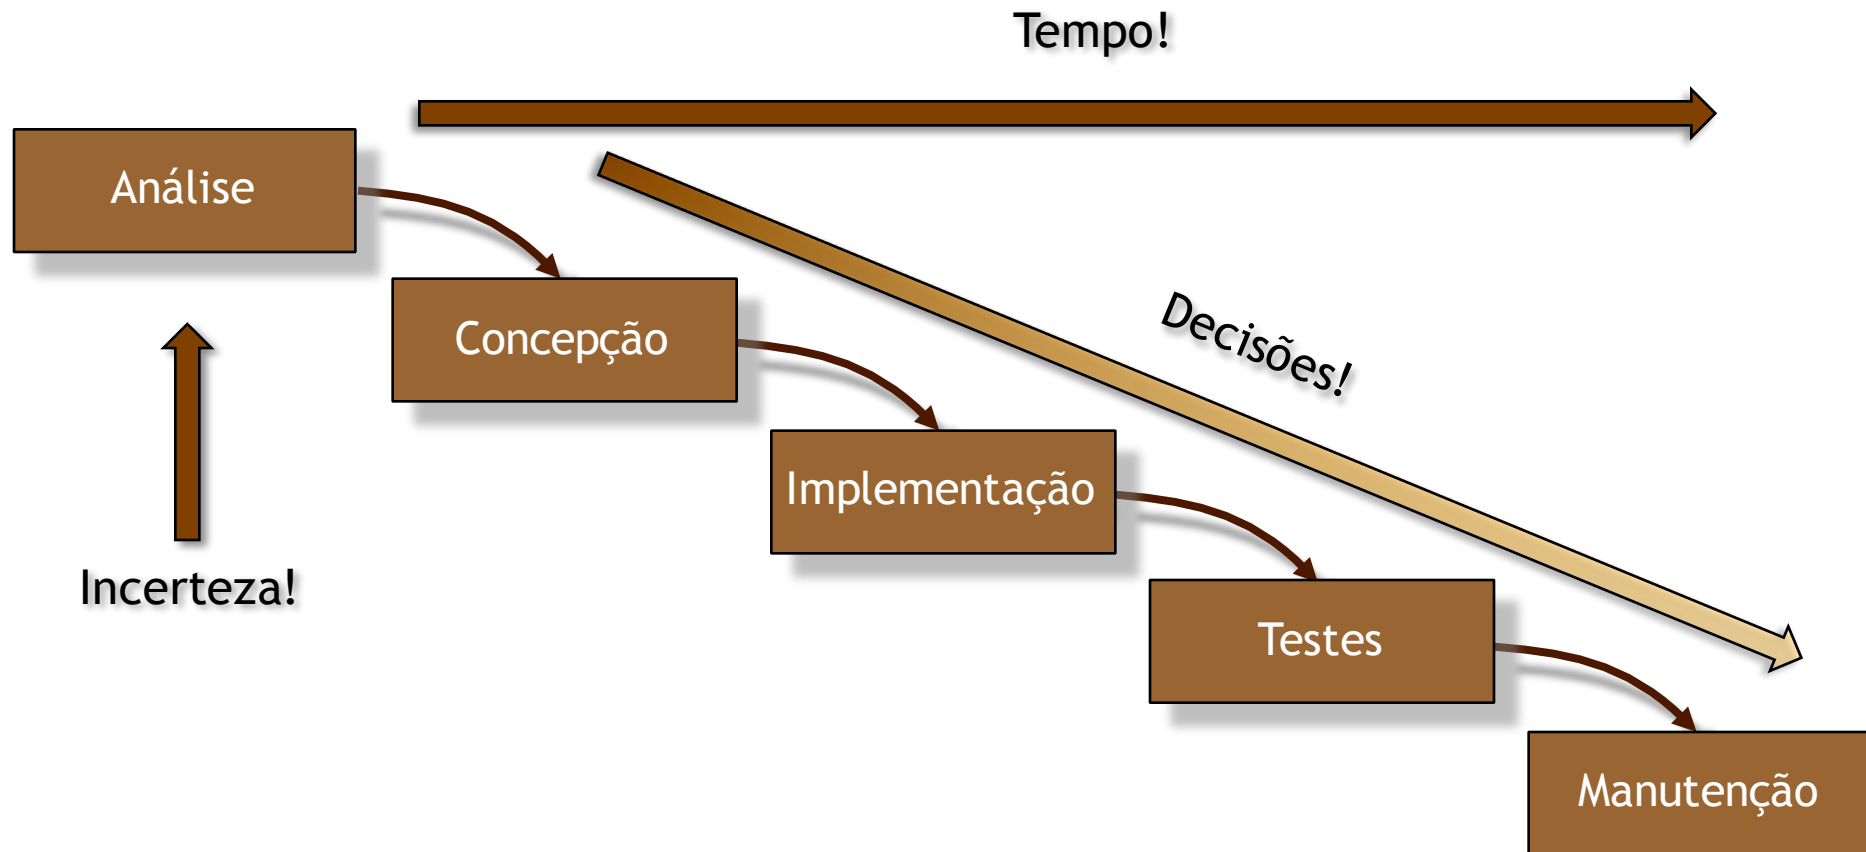 Tempo!
Análise
Concepção
Decisões!
Implementação
Incerteza!
Testes
Manutenção